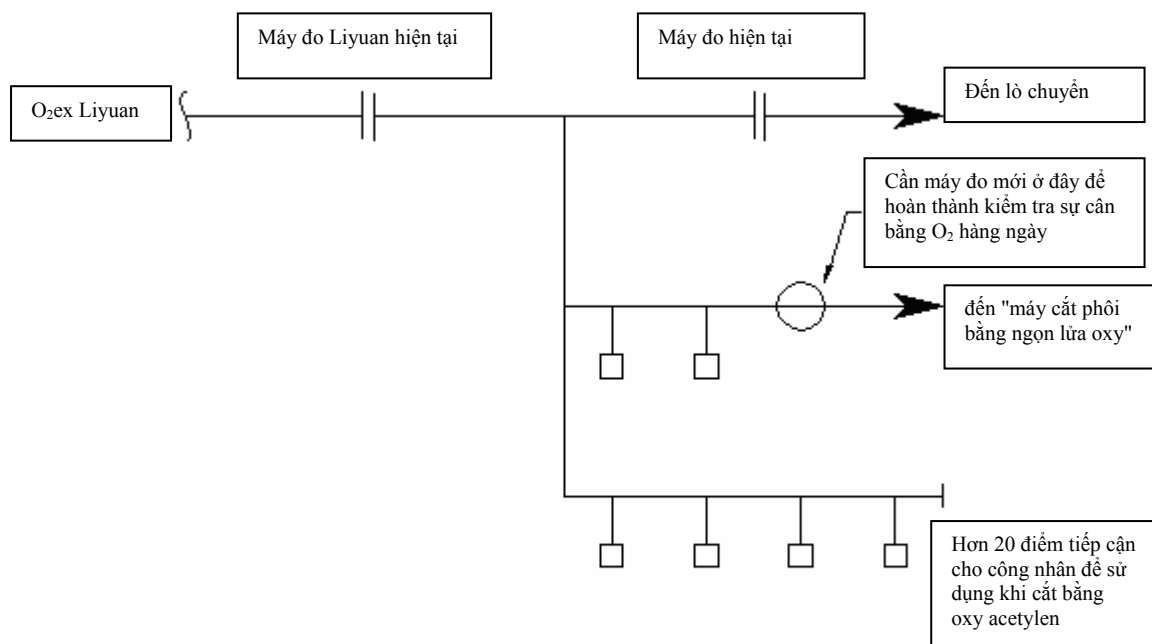 Máy đo Liyuan hiện tại
Máy đo hiện tại
O₂ex Liyuan
Đến lò chuyển
Cần máy đo mới ở đây để
hoàn thành kiểm tra sự cân
bằng O₂ hàng ngày
đến "máy cắt phôi
bằng ngọn lửa oxy"
Hơn 20 điểm tiếp cận
cho công nhân để sử
dụng khi cắt bằng
oxy acetylen